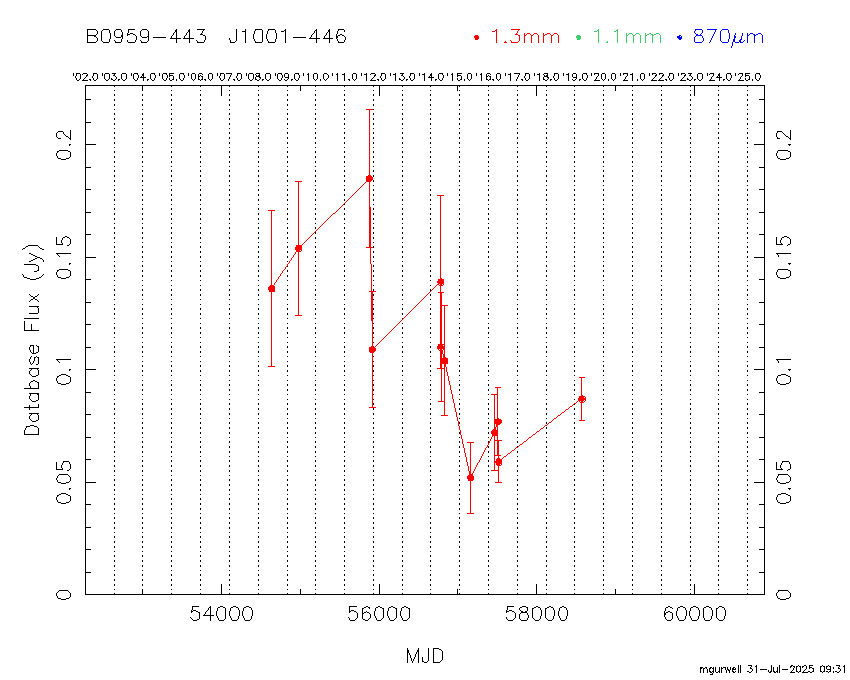 B0959-443 J1001-446 1.3mm 1.1mm 870μm
'02.0 '03.0 '04.0 '05.0 '06.0 '07.0 '08.0 '09.0 '10.0 '11.0 '12.0 '13.0 '14.0 '15.0 '16.0 '17.0 '18.0 '19.0 '20.0 '21.0 '22.0 '23.0 '24.0 '25.0
0.2 0.2
0.15 0.15
Database Flux (Jy)
0.1 0.1
0.05 0.05
0 0
54000 56000 58000 60000
MJD
mgurwell 31-Jul-2025 09:31